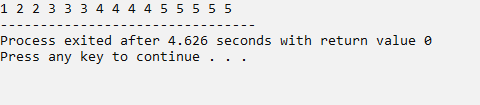 1 2 2 3 3 3 4 4 4 4 5 5 5 5 5
--------------------------------
Process exited after 4.626 seconds with return value 0
Press any key to continue . . .